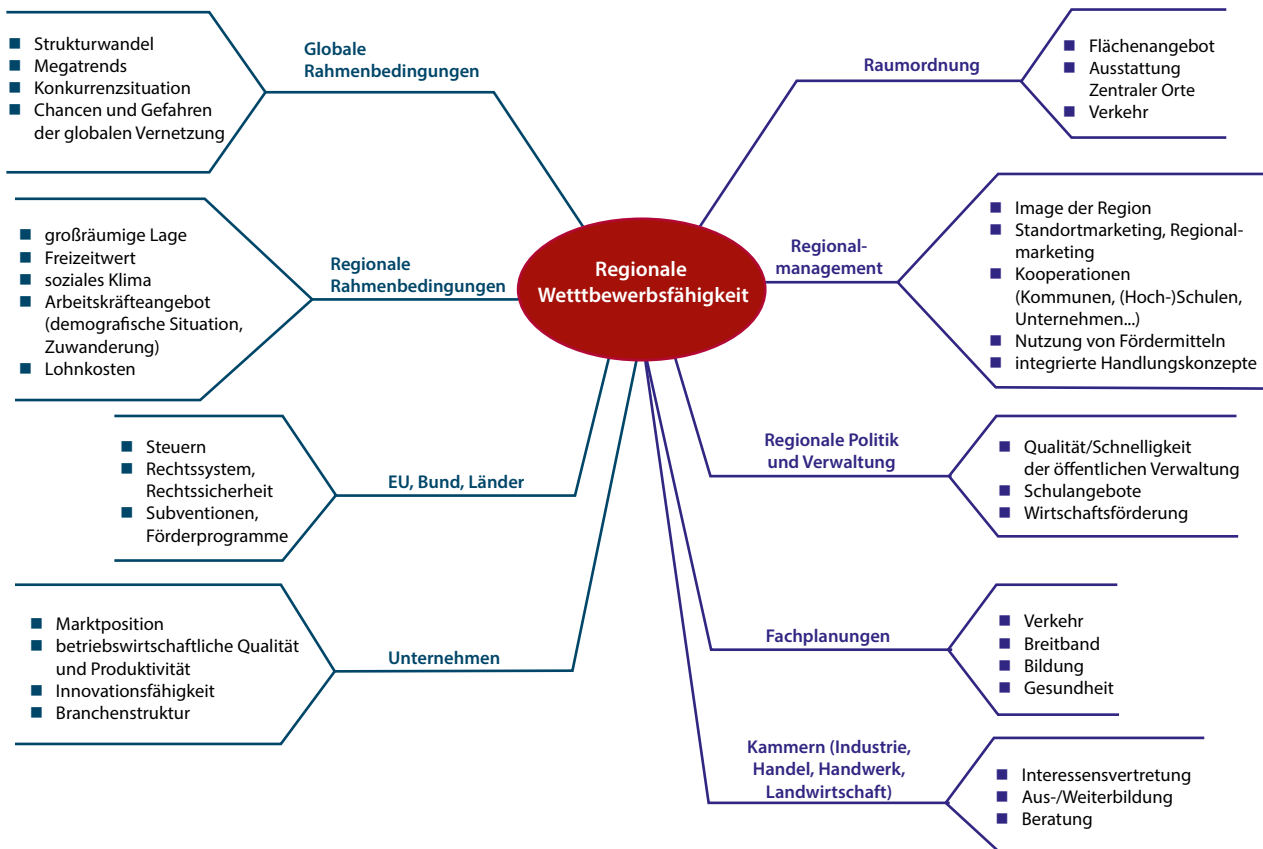 Regionale
Wetttbewerbsfähigkeit
Globale
Rahmenbedingungen
■ Strukturwandel
■ Megatrends
■ Konkurrenzsituation
■ Chancen und Gefahren
der globalen Vernetzung
Regionale
Rahmenbedingungen
■ großräumige Lage
■ Freizeitwert
■ soziales Klima
■ Arbeitskräfteangebot
(demografische Situation,
Zuwanderung)
■ Lohnkosten
EU, Bund, Länder
■ Steuern
■ Rechtssystem,
Rechtssicherheit
■ Subventionen,
Förderprogramme
Unternehmen
■ Marktposition
■ betriebswirtschaftliche Qualität
und Produktivität
■ Innovationsfähigkeit
■ Branchenstruktur
Raumordnung
■ Flächenangebot
■ Ausstattung
Zentraler Orte
■ Verkehr
Regional-
management
■ Image der Region
■ Standortmarketing, Regional-
marketing
■ Kooperationen
(Kommunen, (Hoch-)Schulen,
Unternehmen...)
■ Nutzung von Fördermitteln
■ integrierte Handlungskonzepte
Regionale Politik
und Verwaltung
■ Qualität/Schnelligkeit
der öffentlichen Verwaltung
■ Schulangebote
■ Wirtschaftsförderung
Fachplanungen
■ Verkehr
■ Breitband
■ Bildung
■ Gesundheit
Kammern (Industrie,
Handel, Handwerk,
Landwirtschaft)
■ Interessensvertretung
■ Aus-/Weiterbildung
■ Beratung